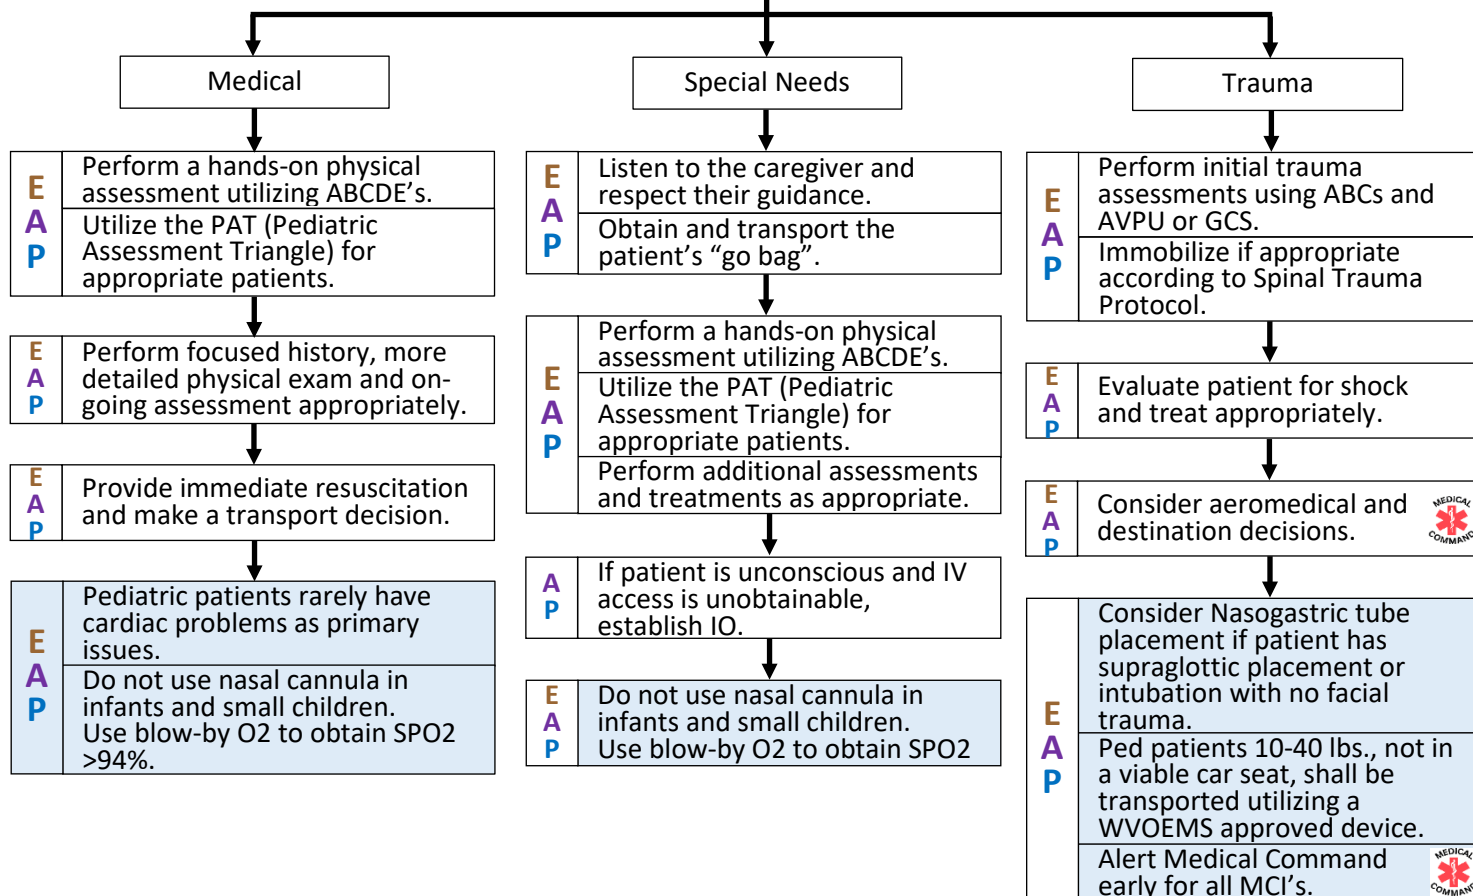 Medical
E
A
P
Perform a hands-on physical
assessment utilizing ABCDE's.
Utilize the PAT (Pediatric
Assessment Triangle) for
appropriate patients.
E
A
P
Perform focused history, more
detailed physical exam and on-
going assessment appropriately.
E
A
P
Provide immediate resuscitation
and make a transport decision.
E
A
P
Pediatric patients rarely have
cardiac problems as primary
issues.
Do not use nasal cannula in
infants and small children.
Use blow-by O2 to obtain SPO2
>94%.
Special Needs
E
A
P
Listen to the caregiver and
respect their guidance.
Obtain and transport the
patient's “go bag”.
E
A
P
Perform a hands-on physical
assessment utilizing ABCDE's.
Utilize the PAT (Pediatric
Assessment Triangle) for
appropriate patients.
Perform additional assessments
and treatments as appropriate.
A
P
If patient is unconscious and IV
access is unobtainable,
establish IO.
E
A
P
Do not use nasal cannula in
infants and small children.
Use blow-by O2 to obtain SPO2
Trauma
E
A
P
Perform initial trauma
assessments using ABCs and
AVPU or GCS.
Immobilize if appropriate
according to Spinal Trauma
Protocol.
E
A
P
Evaluate patient for shock
and treat appropriately.
E
A
P
Consider aeromedical and
destination decisions.
MEDICAL
COMMAND
E
A
P
Consider Nasogastric tube
placement if patient has
supraglottic placement or
intubation with no facial
trauma.
Ped patients 10-40 lbs., not in
a viable car seat, shall be
transported utilizing a
WVOEMS approved device.
Alert Medical Command
early for all MCI's.
MEDICAL
COMMAND